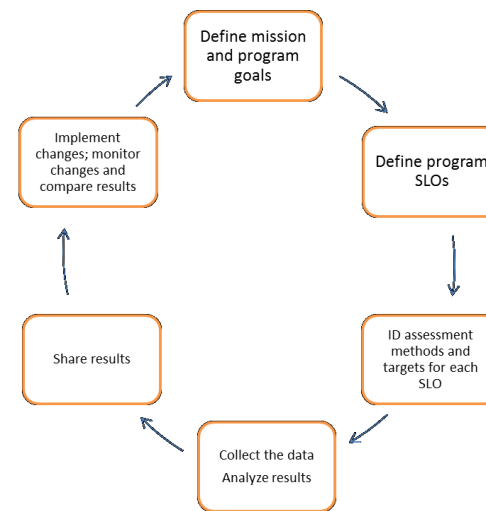 Define mission
and program
goals
Define program
SLOs
ID assessment
methods and
targets for each
SLO
Collect the data
Analyze results
Share results
Implement
changes; monitor
changes and
compare results